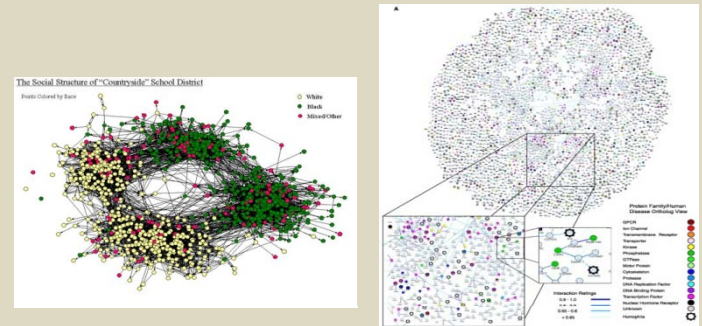 The Social Structure of "Countryside" School District
Points Colored by Race
White
Black
Mixed/Other
A
Protein Family/Human
Disease Ortholog View
GPCR
Ion Channel
Transmembrane Receptor
Transporter
Kinase
Phosphatase
GTPase
Motor Protein
Cytoskeleton
Protease
DNA Replication Factor
DNA Binding Protein
Transcription Factor
Nuclear Hormone Receptor
Unknown
Hemophilia
Interaction Ratings